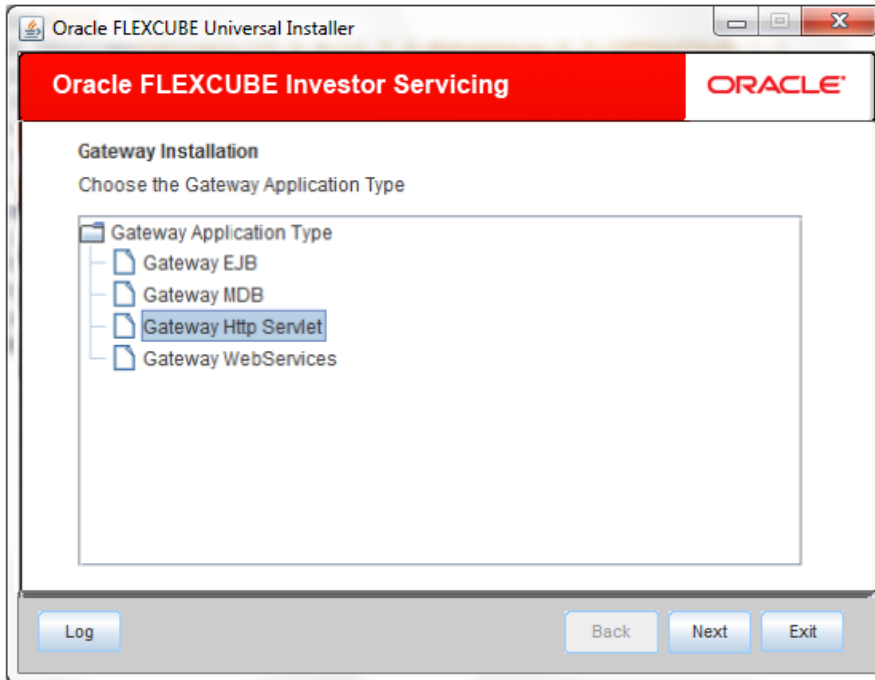 Oracle FLEXCUBE Universal Installer
Oracle FLEXCUBE Investor Servicing
ORACLE
Gateway Installation
Choose the Gateway Application Type
Gateway Application Type
Gateway EJB
Gateway MDB
Gateway Http Servlet
Gateway WebServices
Log Back Next Exit